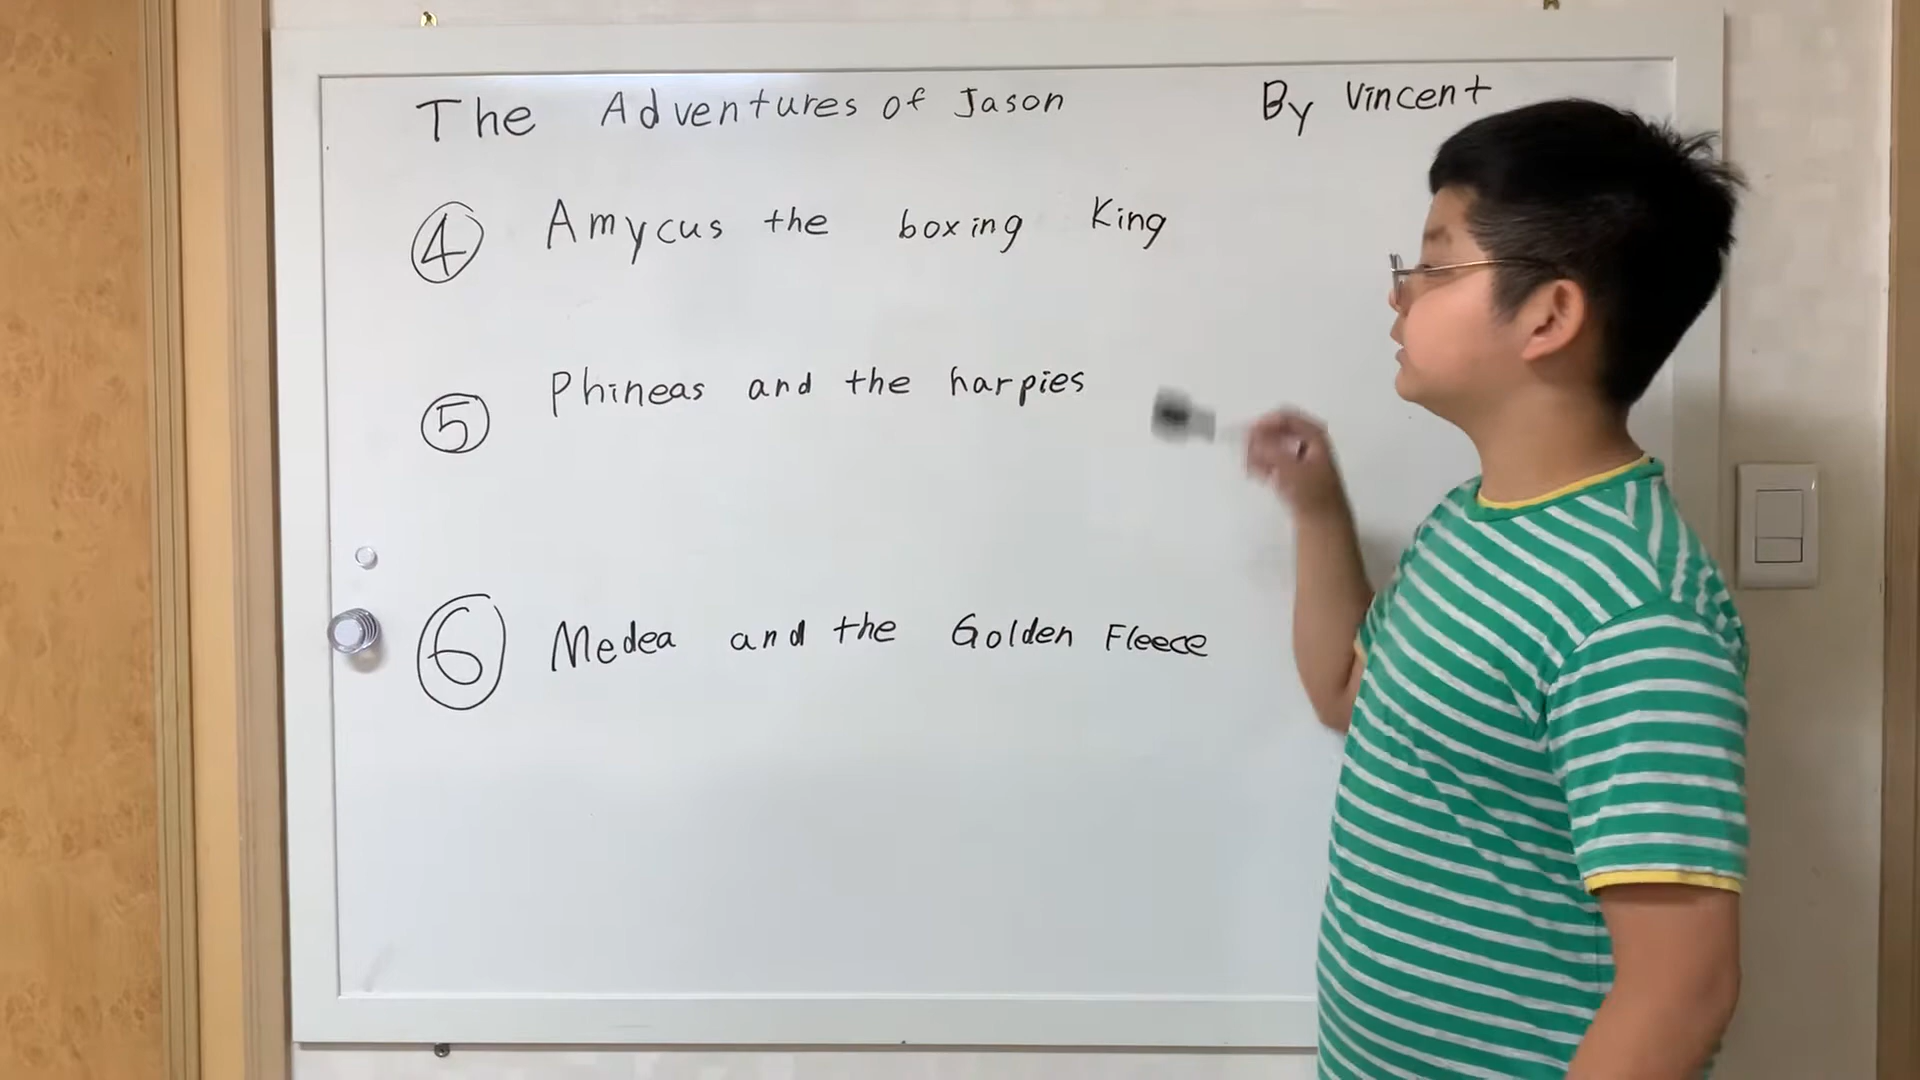 The Adventures of Jason By Vincent
④ Amycus the boxing King
⑤ Phineas and the harpies
⑥ Medea and the Golden Fleece